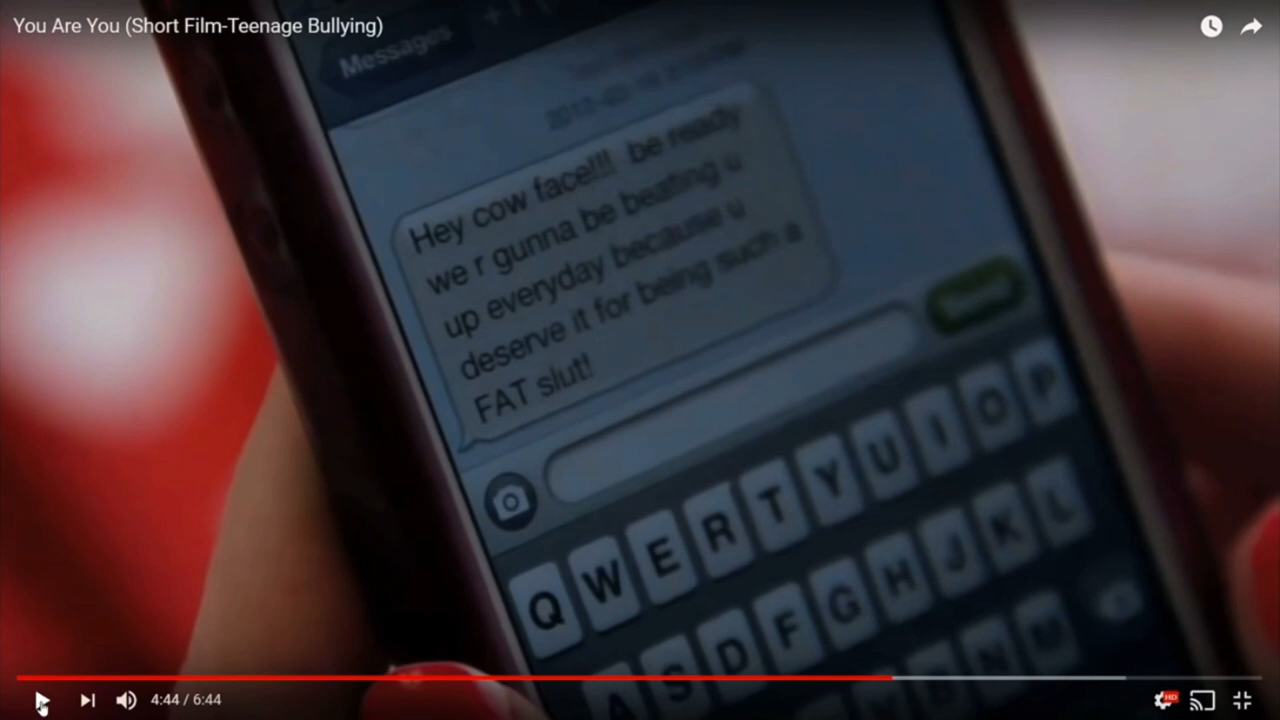 You Are You (Short Film-Teenage Bullying)
Messages
Hey cow face!!! be ready
we r gunna be beating u
up everyday because u
deserve it for being such a
FAT slut!
Q W E R T Y U I O P
A S D F G H J K L
B N M
4:44 / 6:44
HD